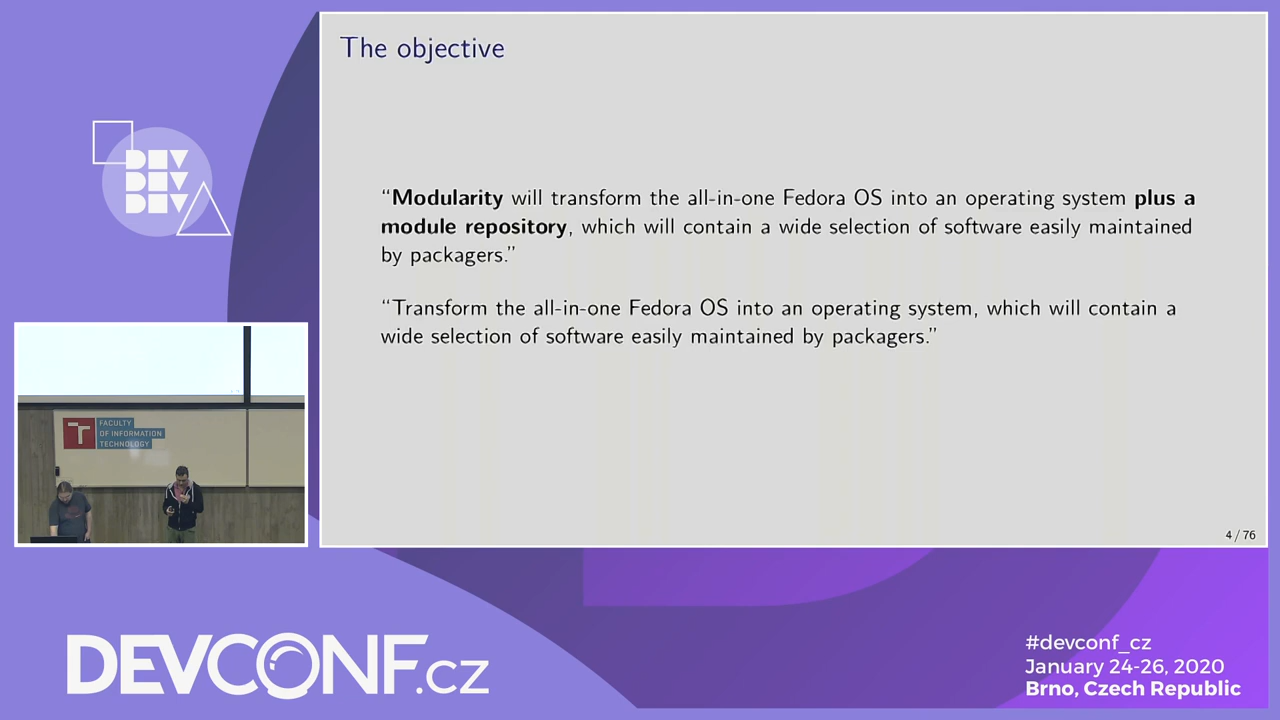 The objective
“Modularity will transform the all-in-one Fedora OS into an operating system plus a
module repository, which will contain a wide selection of software easily maintained
by packagers.”
“Transform the all-in-one Fedora OS into an operating system, which will contain a
wide selection of software easily maintained by packagers.”
4 / 76
DEV
DEV
DEV
T
FACULTY
OF INFORMATION
TECHNOLOGY
DEVCONF.cz
#devconf_cz
January 24-26, 2020
Brno, Czech Republic